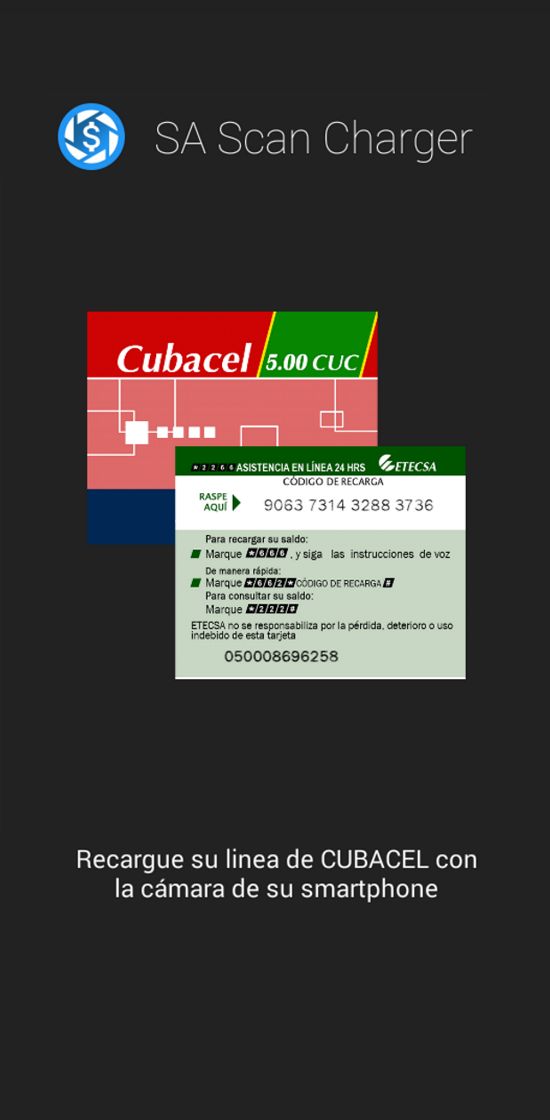 $
SA Scan Charger
Cubacel
5.00 CUC
#2266 ASISTENCIA EN LÍNEA 24 HRS ETECSA
CÓDIGO DE RECARGA
RASPE
AQUÍ
9063 7314 3288 3736
Para recargar su saldo:
Marque *666, y siga las instrucciones de voz
De manera rápida:
Marque *662* CÓDIGO DE RECARGA #
Para consultar su saldo:
Marque *222#
ETECSA no se responsabiliza por la pérdida, deterioro o uso
indebido de esta tarjeta
050008696258
Recargue su linea de CUBACEL con
la cámara de su smartphone